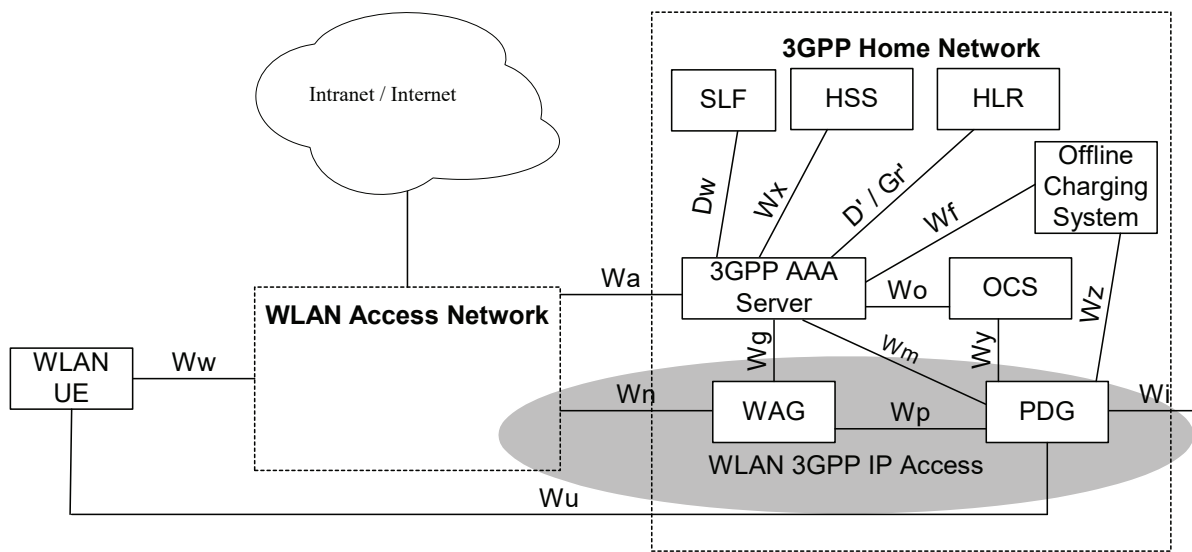 3GPP Home Network
Intranet / Internet
SLF
HSS
HLR
Offline
Charging
System
Dw
Wx
D' / Gr'
Wf
Wa
3GPP AAA
Server
Wo
OCS
Wz
WLAN Access Network
Wg
Wm
Wy
WLAN
UE
Ww
Wn
WAG
Wp
PDG
Wi
WLAN 3GPP IP Access
Wu